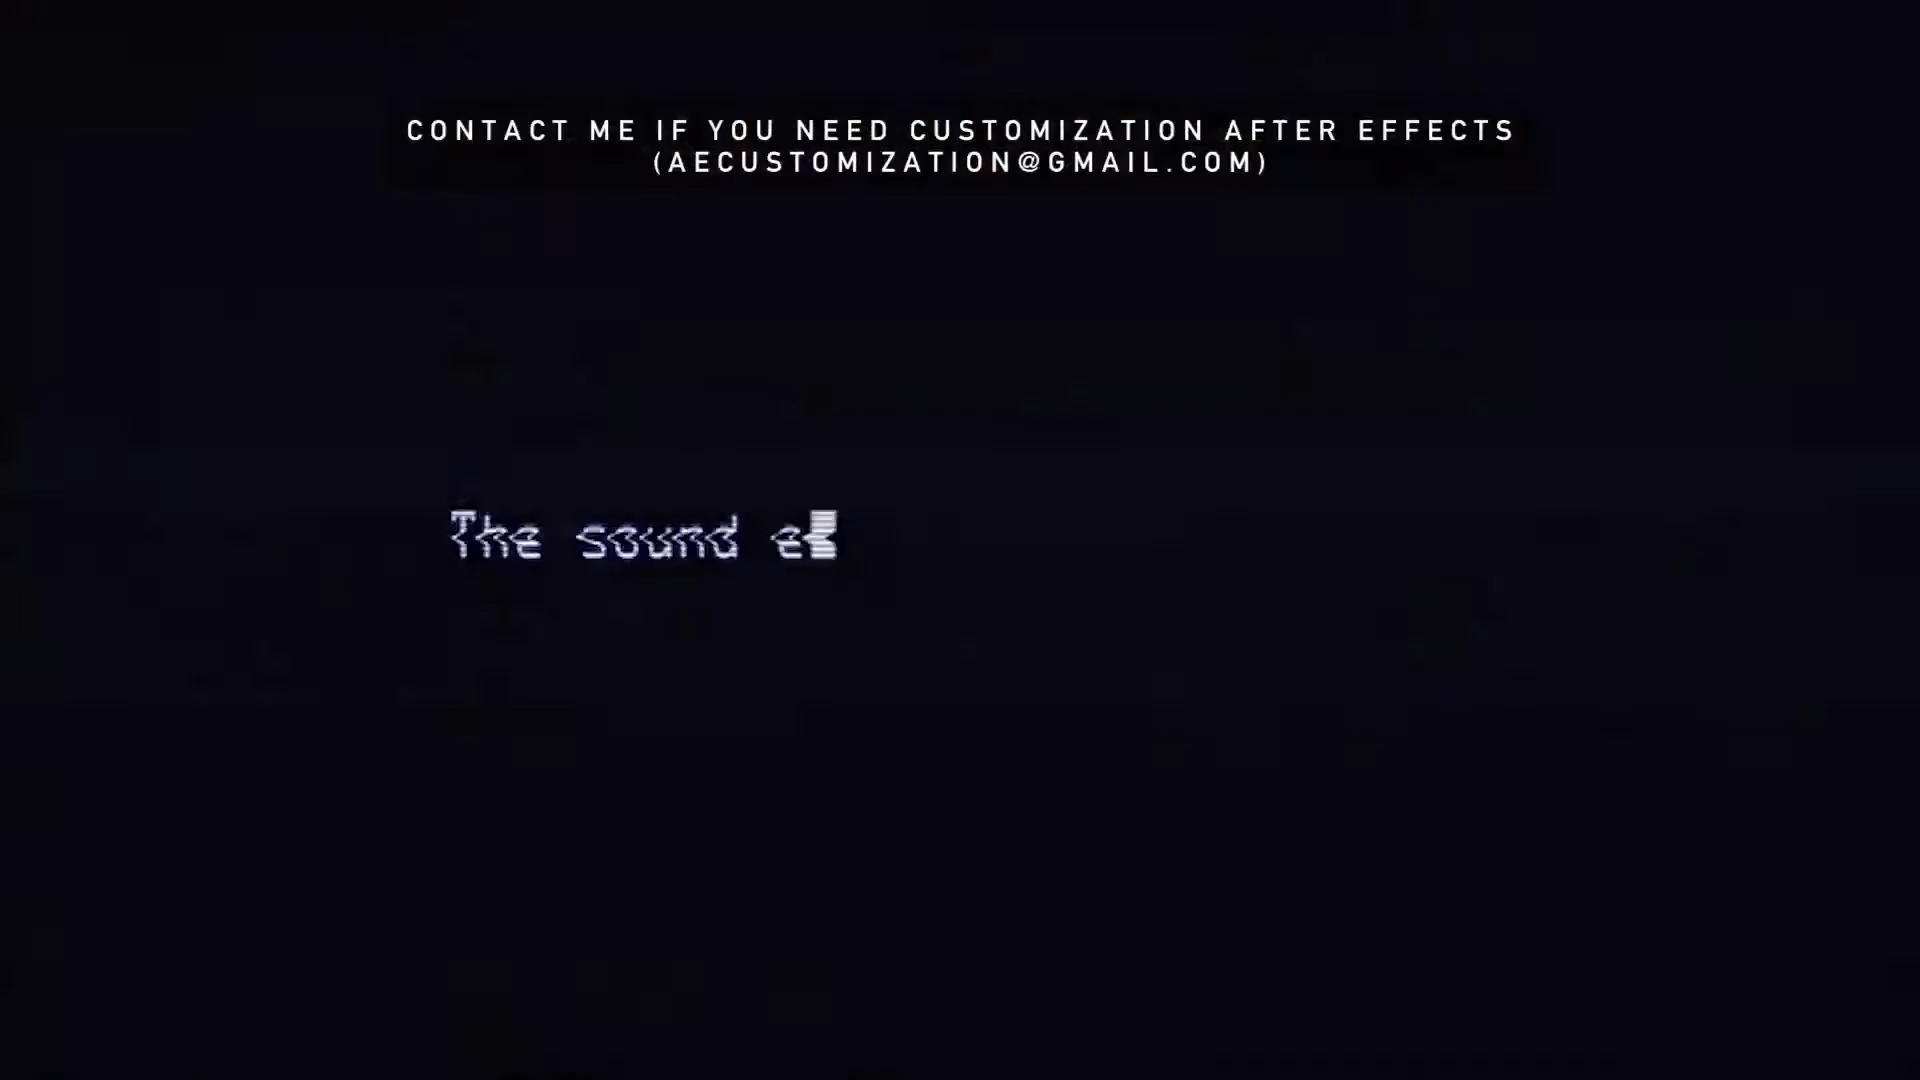 CONTACT ME IF YOU NEED CUSTOMIZATION AFTER EFFECTS
(AECUSTOMIZATION@GMAIL.COM)
The sound e